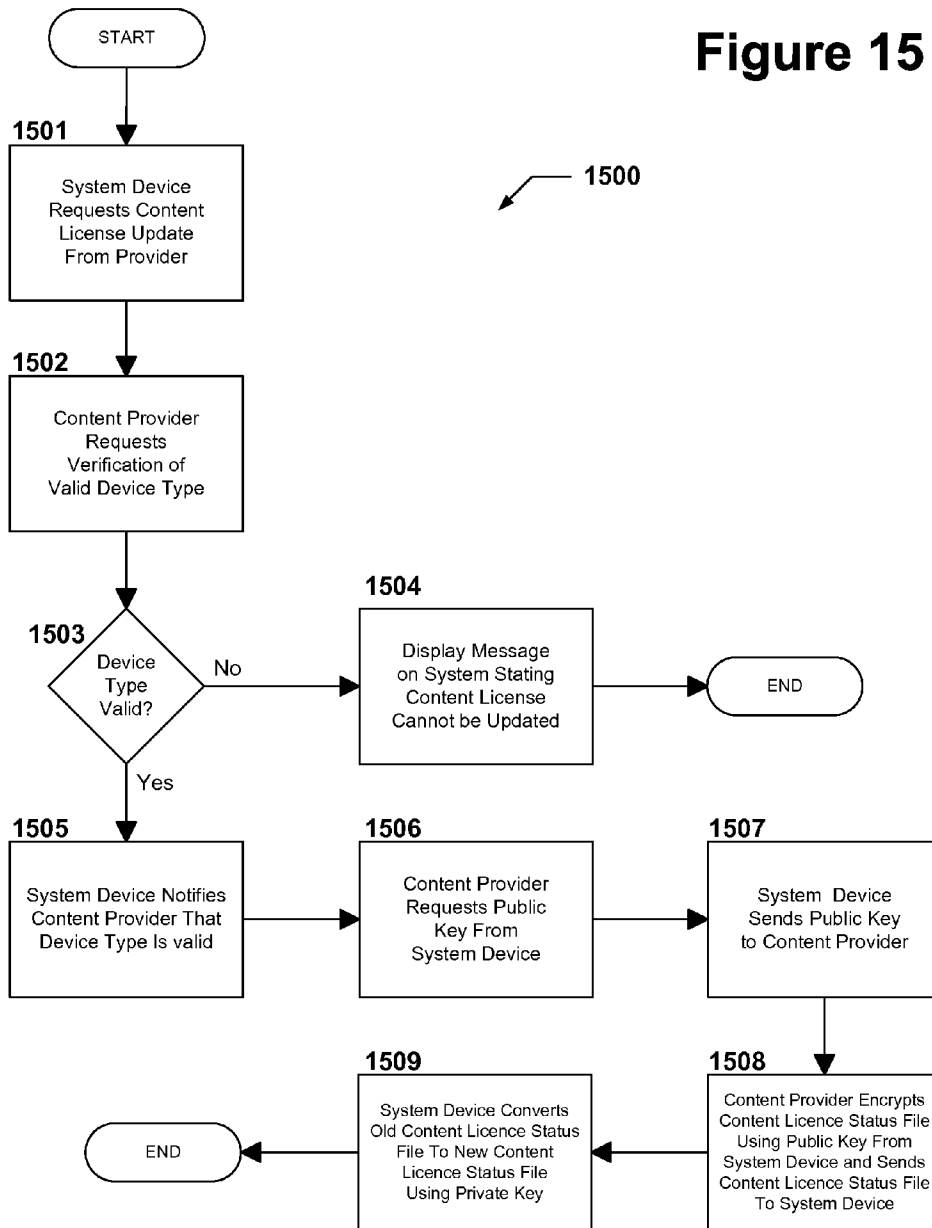 START
Figure 15
1501
System Device
Requests Content
License Update
From Provider
1500
1502
Content Provider
Requests
Verification of
Valid Device Type
1503
Device
Type
Valid?
No
1504
Display Message
on System Stating
Content License
Cannot be Updated
END
Yes
1505
System Device Notifies
Content Provider That
Device Type Is valid
1506
Content Provider
Requests Public
Key From
System Device
1507
System Device
Sends Public Key
to Content Provider
1508
Content Provider Encrypts
Content Licence Status File
Using Public Key From
System Device and Sends
Content Licence Status File
To System Device
1509
System Device Converts
Old Content Licence Status
File To New Content
Licence Status File
Using Private Key
END